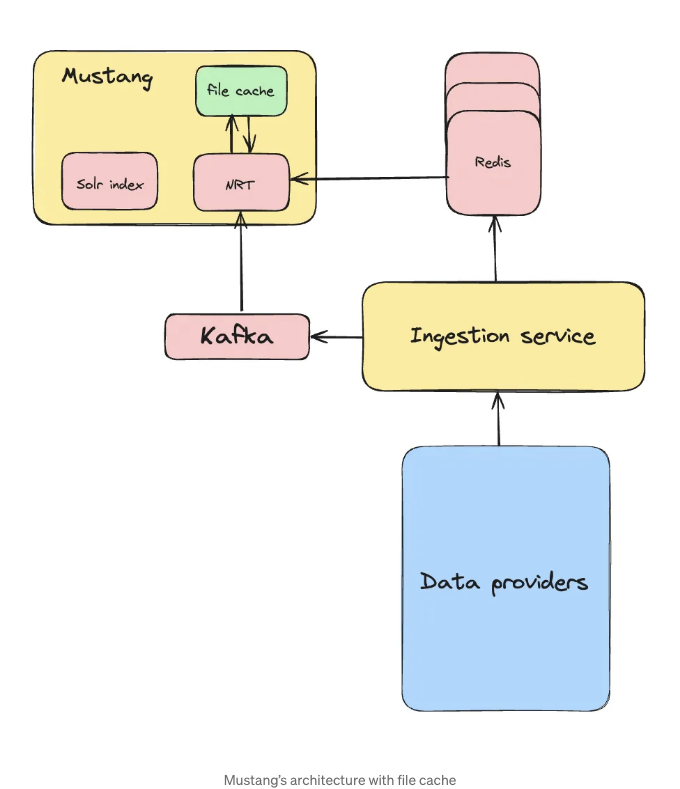 Mustang
file cache
Solr index
NRT
Redis
Kafka
Ingestion service
Data providers
Mustang's architecture with file cache